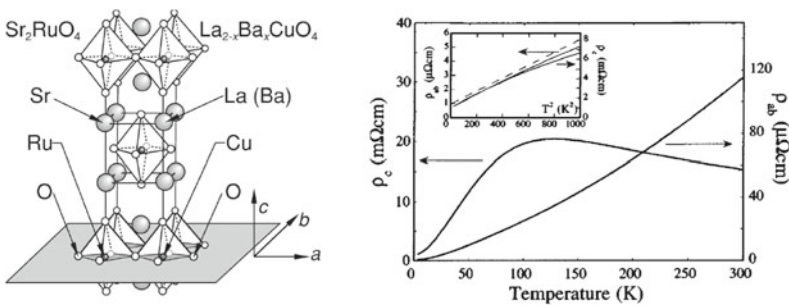 Sr₂RuO₄
La₂₋ₓBaₓCuO₄
Sr
La (Ba)
Ru
Cu
O
O
c
b
a
ρc (mΩcm)
40
30
20
10
0
0 50 100 150 200 250 300
Temperature (K)
120
80
40
0
ρab (μΩcm)
ρab (μΩcm)
6
5
4
3
2
1
0
0 200 400 600 800 1000
T² (K²)
8
6
4
2
0
ρc (mΩcm)